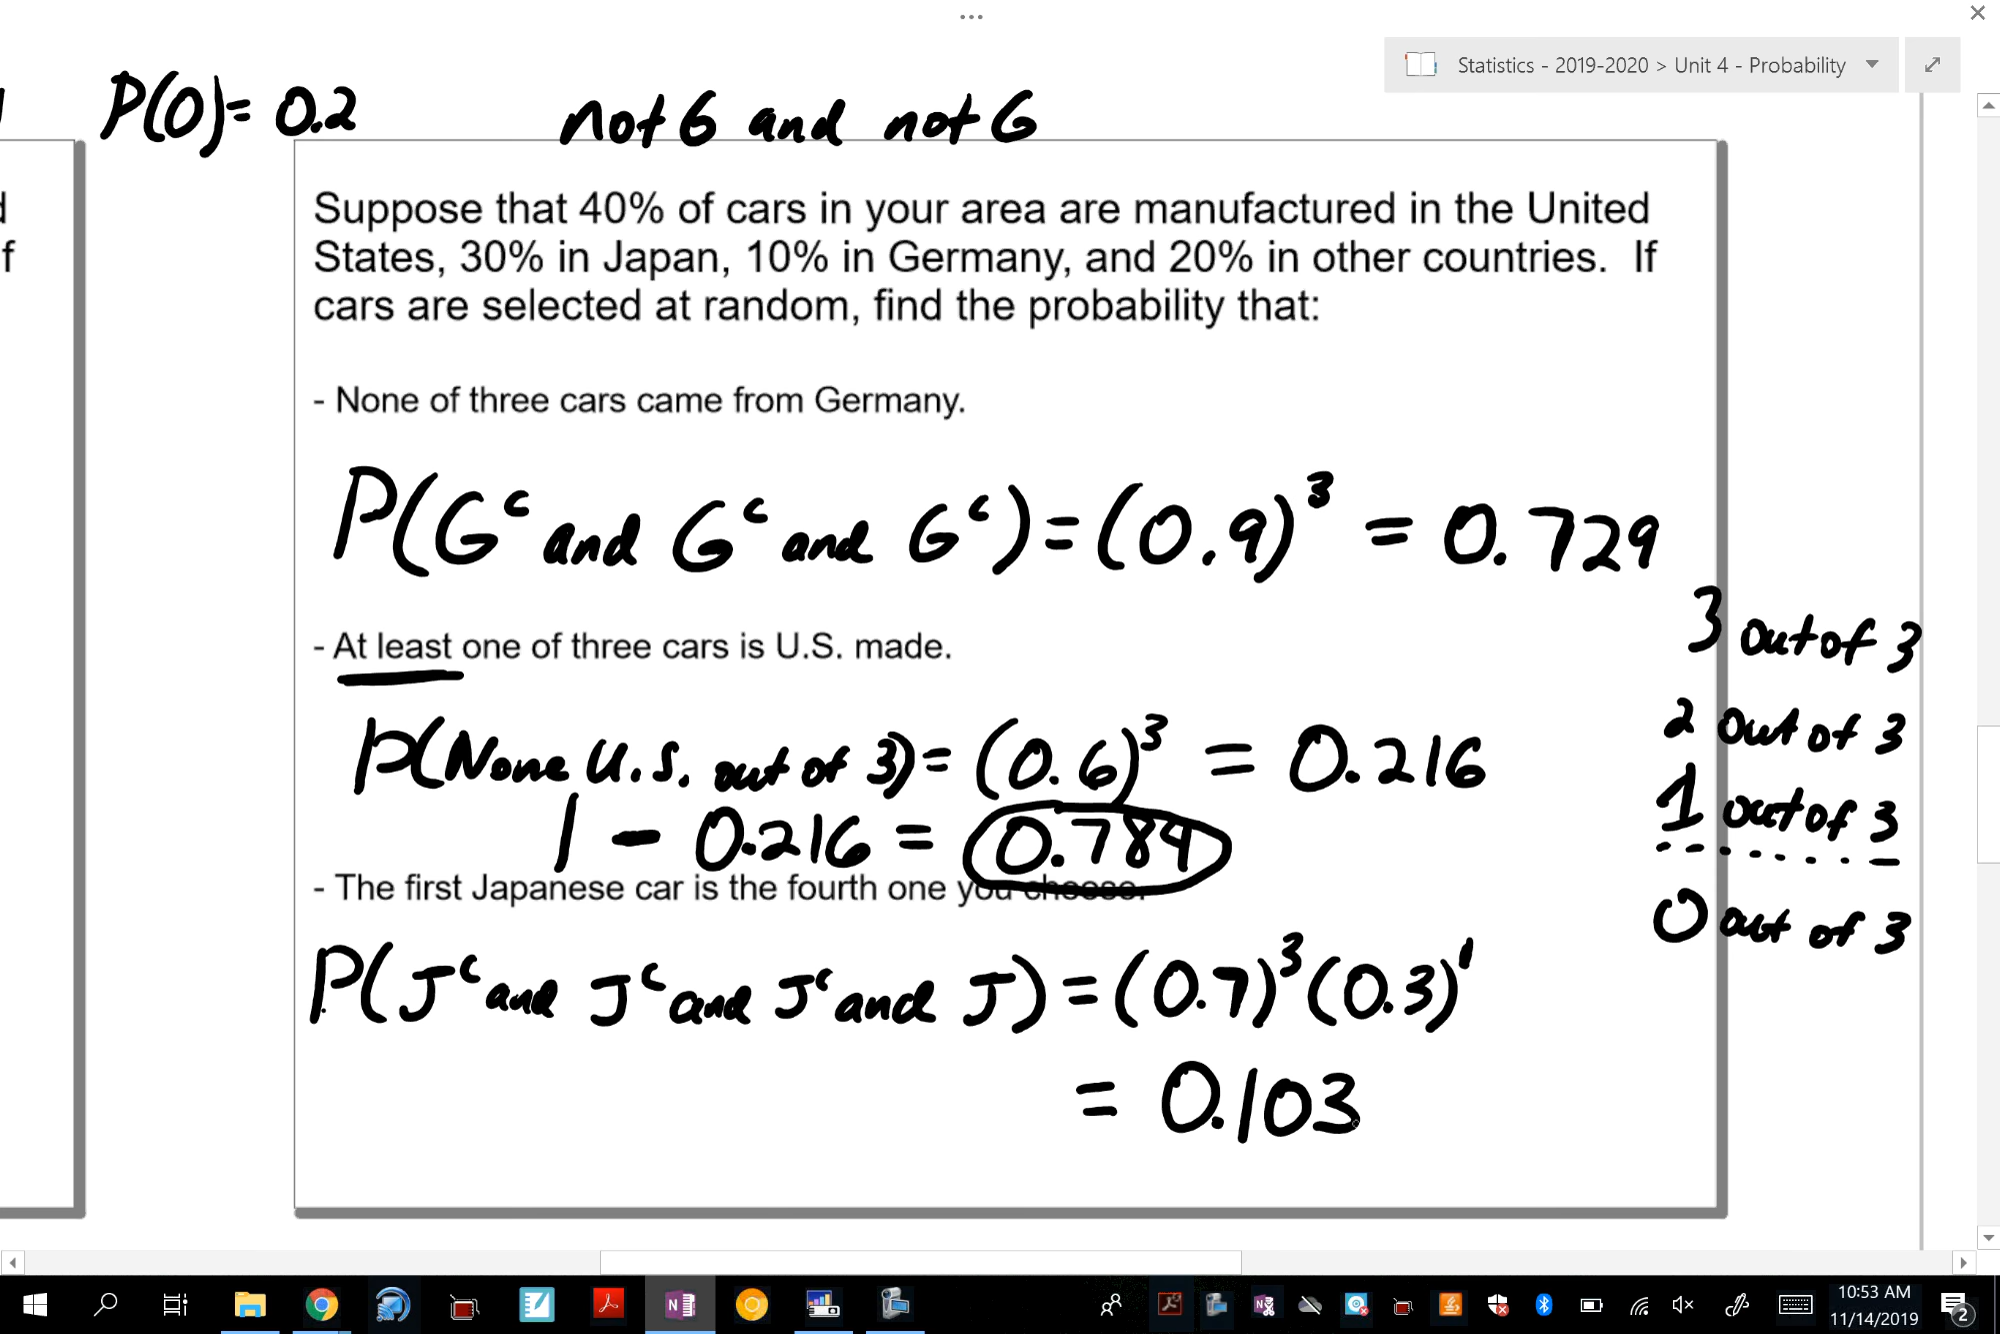 Statistics - 2019-2020 > Unit 4 - Probability
P(O)= 0.2
not G and not G
Suppose that 40% of cars in your area are manufactured in the United
States, 30% in Japan, 10% in Germany, and 20% in other countries. If
cars are selected at random, find the probability that:
f
- None of three cars came from Germany.
P(Gᶜ and Gᶜ and Gᶜ) = (0.9)³ = 0.729
3 out of 3
- At least one of three cars is U.S. made.
2 out of 3
P(None U.S. out of 3) = (0.6)³ = 0.216
1 out of 3
1 - 0.216 = 0.784
- The first Japanese car is the fourth one you choose.
0 out of 3
P(Jᶜ and Jᶜ and Jᶜ and J) = (0.7)³(0.3)¹
= 0.103
10:53 AM
11/14/2019
2